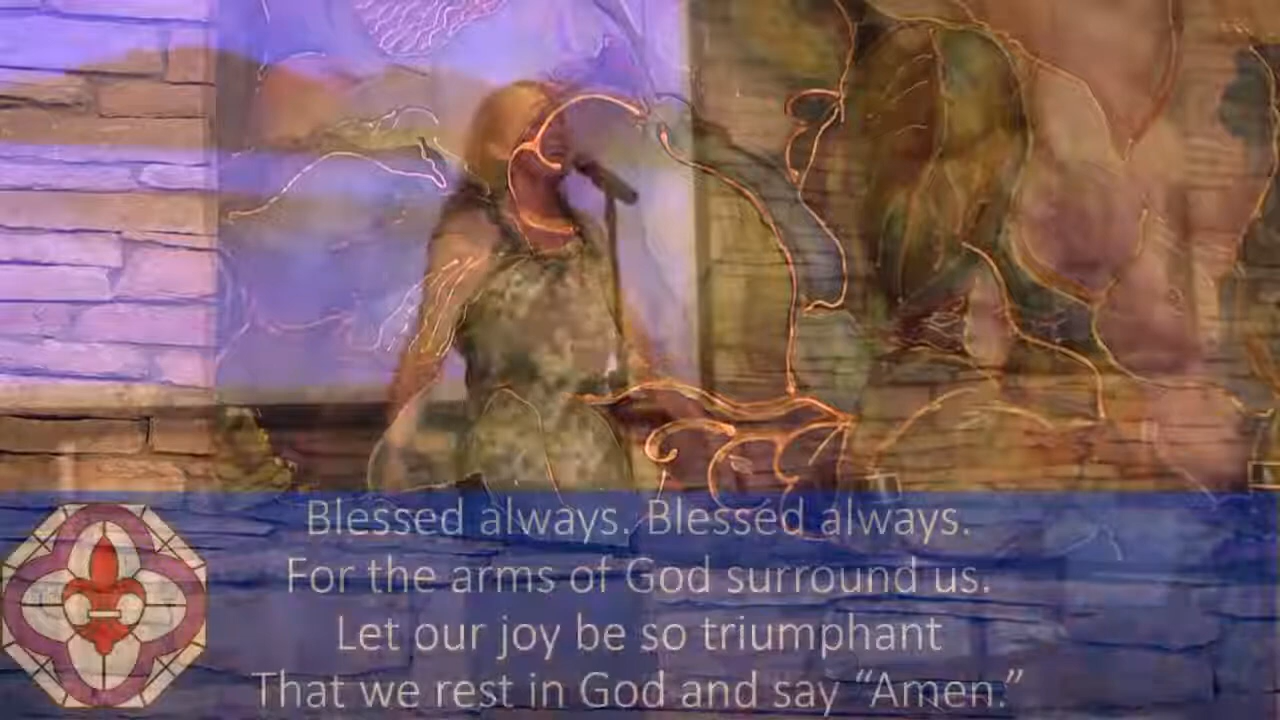 Blessed always. Blessed always.
For the arms of God surround us.
Let our joy be so triumphant
That we rest in God and say “Amen.”